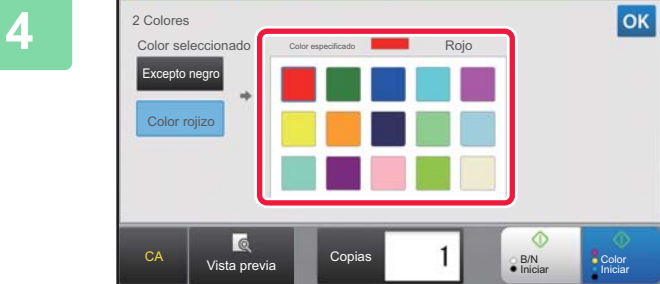 4
2 Colores
OK
Color seleccionado
Color especificado
Rojo
Excepto negro
Color rojizo
CA
Vista previa
Copias
1
B/N
Iniciar
Color
Iniciar